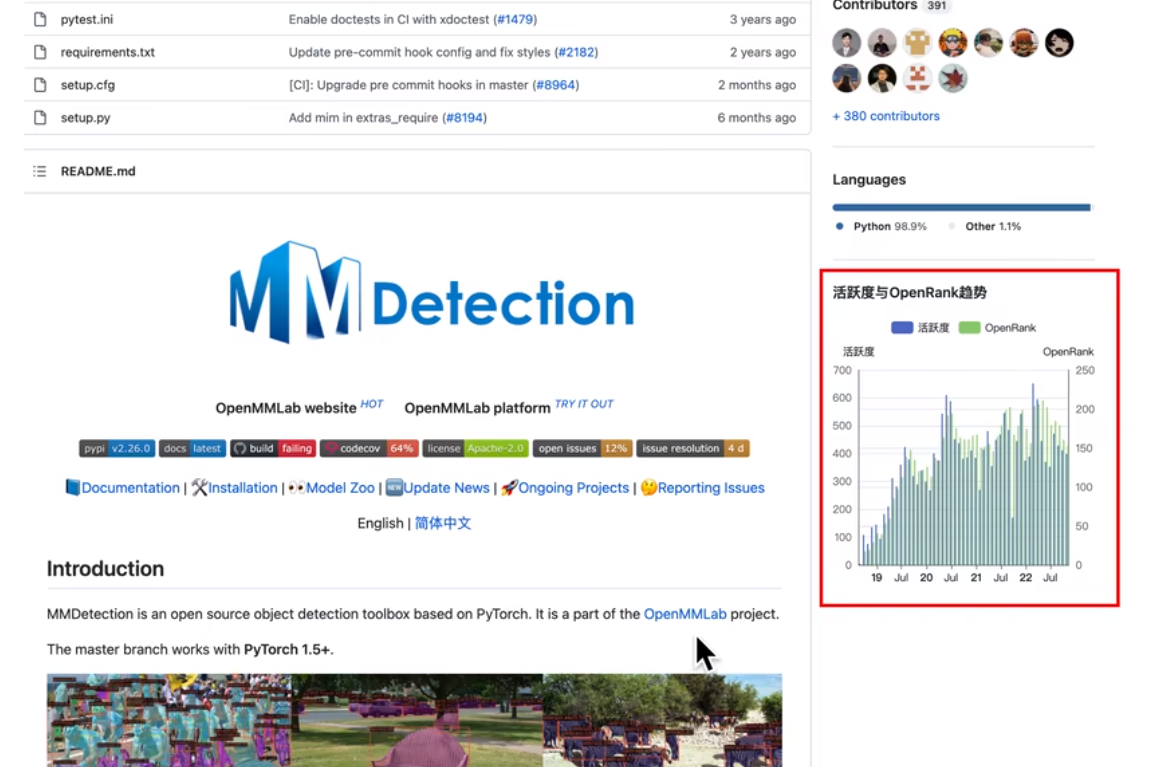 pytest.ini Enable doctests in CI with xdoctest (#1479) 3 years ago
requirements.txt Update pre-commit hook config and fix styles (#2182) 2 years ago
setup.cfg [CI]: Upgrade pre commit hooks in master (#8964) 2 months ago
setup.py Add mim in extras_require (#8194) 6 months ago
README.md
MMDetection
OpenMMLab website HOT OpenMMLab platform TRY IT OUT
pypi v2.26.0 docs latest build failing codecov 64% license Apache-2.0 open issues 12% issue resolution 4 d
📘Documentation | 🛠️Installation | 👀Model Zoo | 🆕Update News | 🚀Ongoing Projects | 🤔Reporting Issues
English | 简体中文
Introduction
MMDetection is an open source object detection toolbox based on PyTorch. It is a part of the OpenMMLab project.
The master branch works with PyTorch 1.5+.
Contributors 391
+ 380 contributors
Languages
Python 98.9% Other 1.1%
活跃度与OpenRank趋势
活跃度 OpenRank
活跃度 OpenRank
700 250
600
200
500
400 150
300
100
200
50
100
0 0
19 Jul 20 Jul 21 Jul 22 Jul